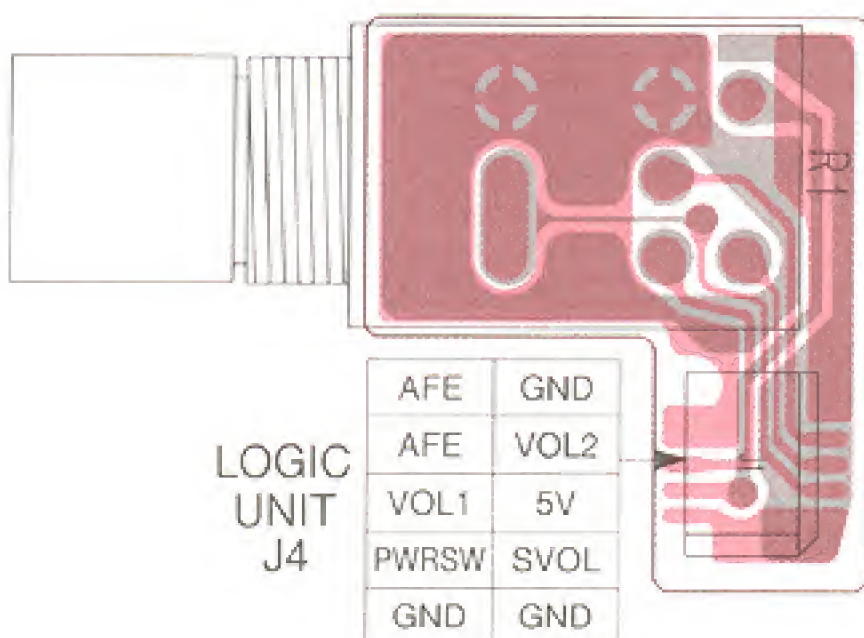 R1
AFE GND
AFE VOL2
LOGIC
UNIT
J4
VOL1 5V
PWRSW SVOL
GND GND